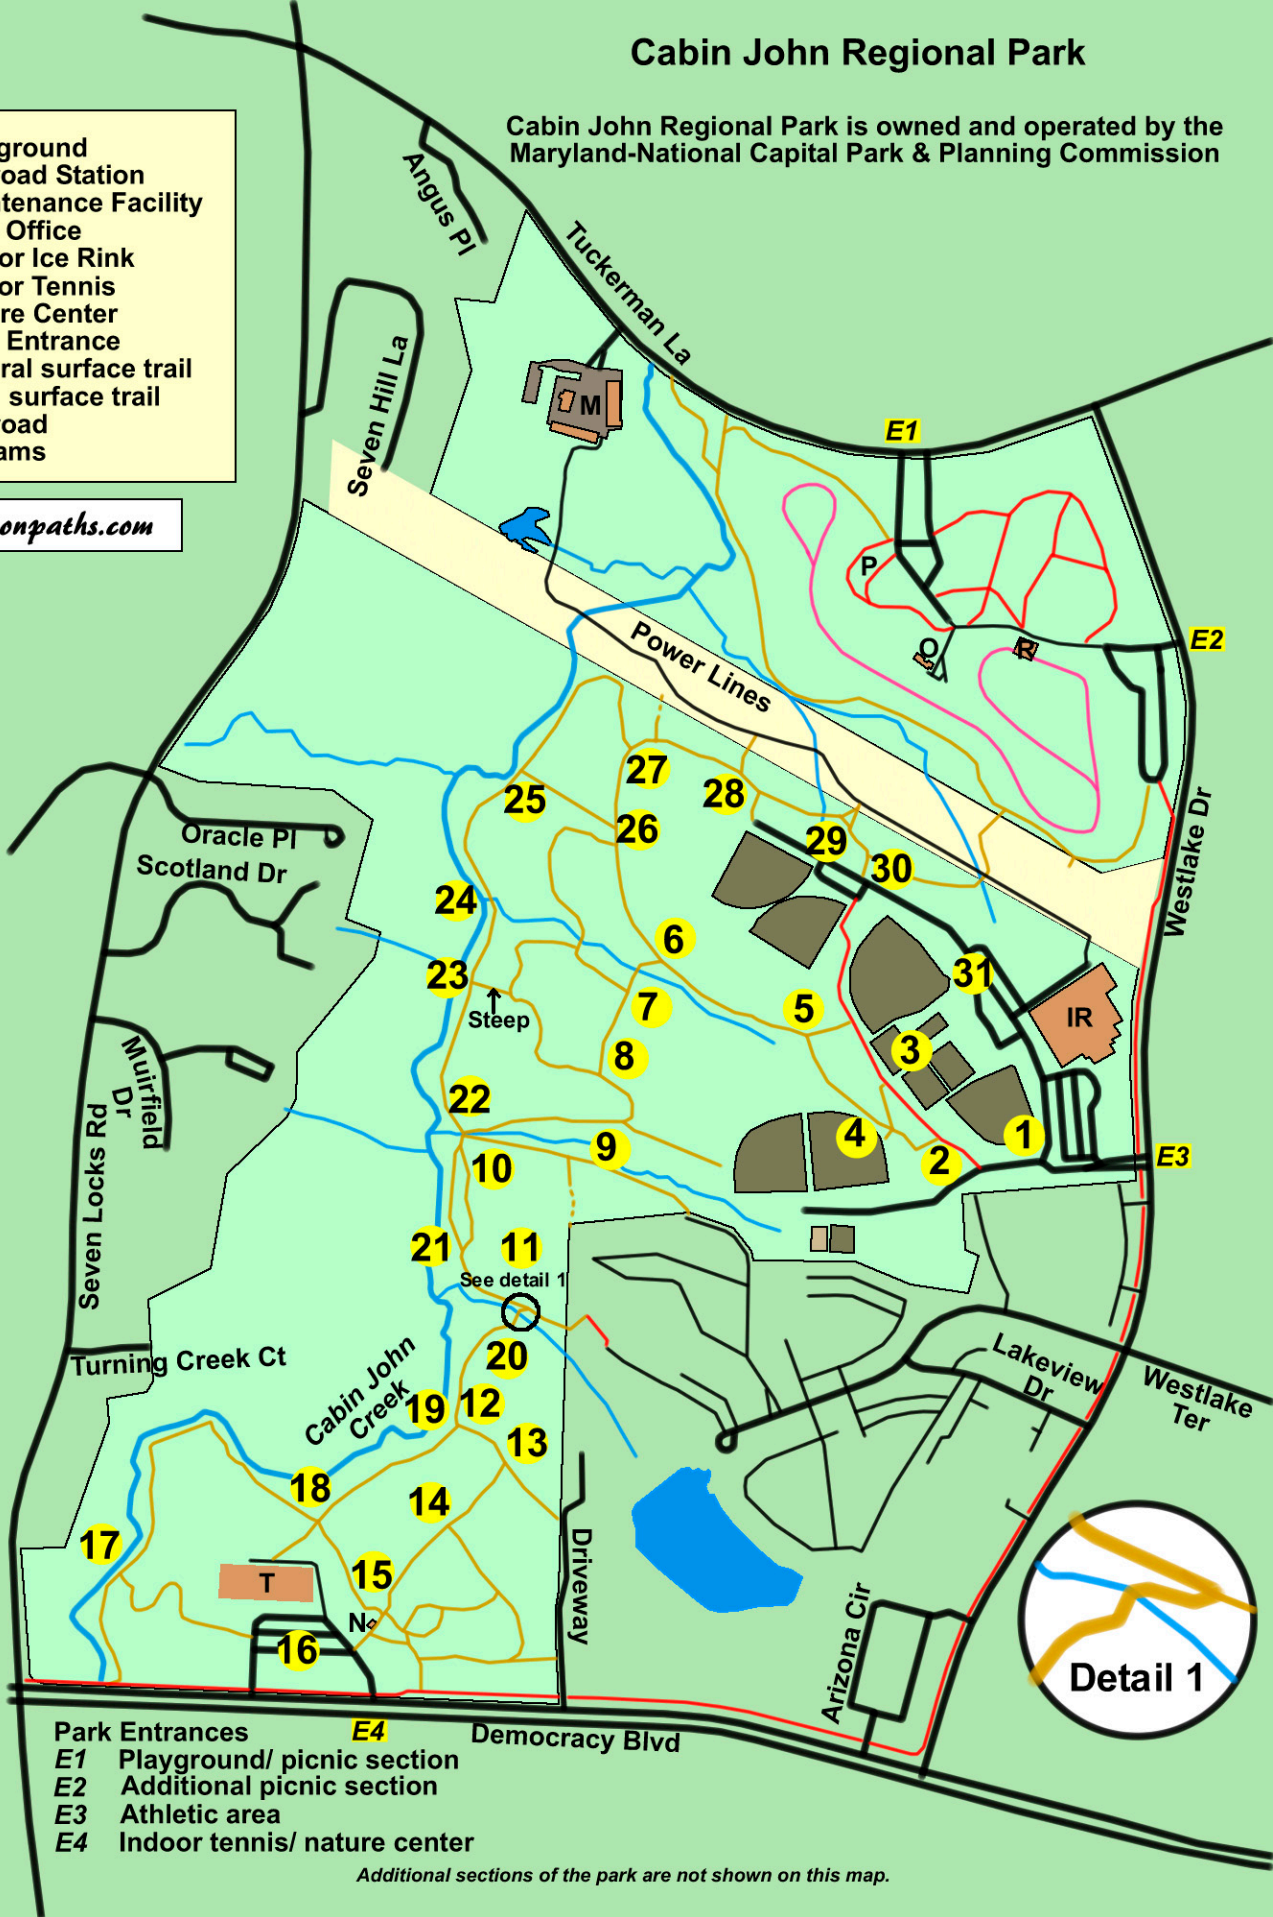 Cabin John Regional Park
Cabin John Regional Park is owned and operated by the
Maryland-National Capital Park & Planning Commission
ground
oad Station
tenance Facility
Office
or Ice Rink
or Tennis
re Center
Entrance
ral surface trail
surface trail
oad
ams
onpaths.com
Angus Pl
Tuckerman La
Seven Hill La
M
E1
P
O
R
E2
Power Lines
Westlake Dr
Oracle Pl
Scotland Dr
27
28
25
26
29
30
24
6
23
31
Steep
7
5
IR
8
3
22
Muirfield
Dr
Seven Locks Rd
9
4
1
2
E3
10
21
11
See detail 1
Turning Creek Ct
Cabin John
Creek
20
19
12
13
Lakeview
Dr
Westlake
Ter
18
14
17
15
T
N
16
Driveway
Arizona Cir
Detail 1
E4
Democracy Blvd
Park Entrances
E1 Playground/ picnic section
E2 Additional picnic section
E3 Athletic area
E4 Indoor tennis/ nature center
Additional sections of the park are not shown on this map.